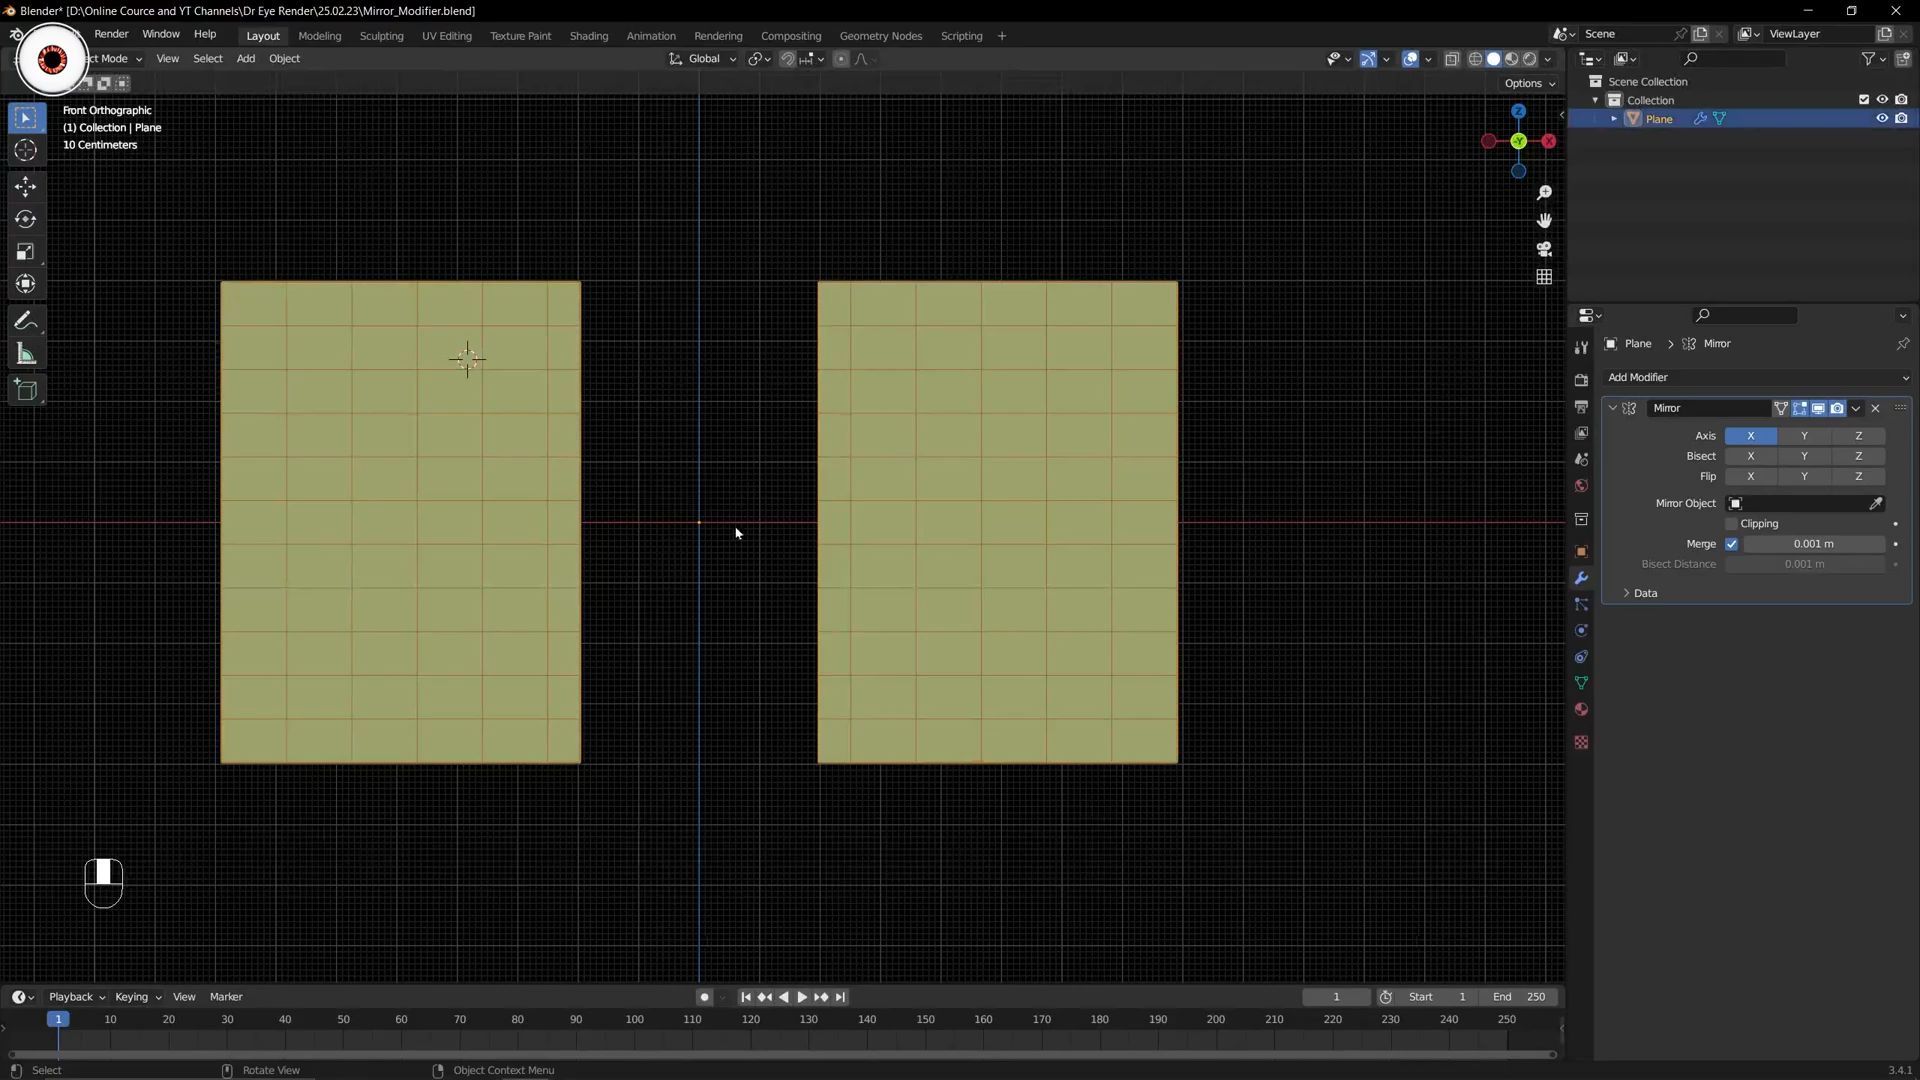 Blender* [D:\Online Cource and YT Channels\Dr Eye Render\25.02.23\Mirror_Modifier.blend]
Render Window Help Layout Modeling Sculpting UV Editing Texture Paint Shading Animation Rendering Compositing Geometry Nodes Scripting + Scene ViewLayer
Mode View Select Add Object Global
Options
Front Orthographic
(1) Collection | Plane
10 Centimeters
Z
-Y
X
Scene Collection
Collection
Plane
Plane > Mirror
Add Modifier
Mirror
Axis X Y Z
Bisect X Y Z
Flip X Y Z
Mirror Object
Clipping
Merge 0.001 m
Bisect Distance 0.001 m
Data
Playback Keying View Marker 1 Start 1 End 250
1 10 20 30 40 50 60 70 80 90 100 110 120 130 140 150 160 170 180 190 200 210 220 230 240 250
Select Rotate View Object Context Menu 3.4.1